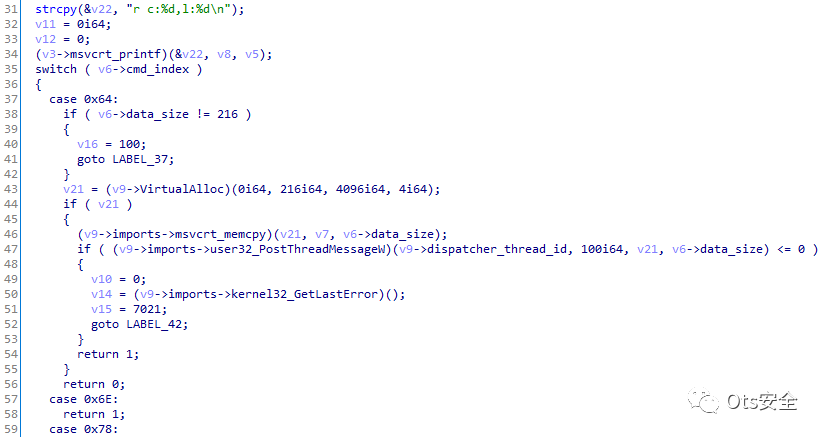 31 strcpy(&v22, "r c:%d,l:%d\n");
32 v11 = 0i64;
33 v12 = 0;
34 (v3->msvcrt_printf)(&v22, v8, v5);
35 switch ( v6->cmd_index )
36 {
37 case 0x64:
38 if ( v6->data_size != 216 )
39 {
40 v16 = 100;
41 goto LABEL_37;
42 }
43 v21 = (v9->VirtualAlloc)(0i64, 216i64, 4096i64, 4i64);
44 if ( v21 )
45 {
46 (v9->imports->msvcrt_memcpy)(v21, v7, v6->data_size);
47 if ( (v9->imports->user32_PostThreadMessageW)(v9->dispatcher_thread_id, 100i64, v21, v6->data_size) <= 0 )
48 {
49 v10 = 0;
50 v14 = (v9->imports->kernel32_GetLastError)();
51 v15 = 7021;
52 goto LABEL_42;
53 }
54 return 1;
55 }
56 return 0;
57 case 0x6E:
58 return 1;
59 case 0x78:
Ots安全